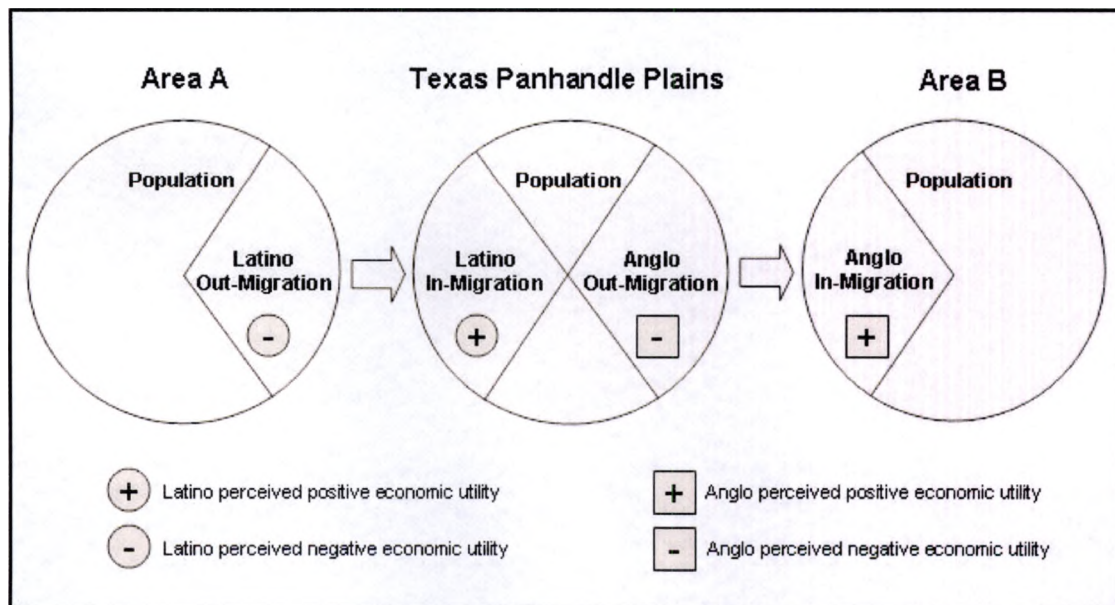 Area A
Texas Panhandle Plains
Area B
Population
Population
Population
Latino
Out-Migration
Latino
In-Migration
Anglo
Out-Migration
Anglo
In-Migration
-
+
-
+
+ Latino perceived positive economic utility
+ Anglo perceived positive economic utility
- Latino perceived negative economic utility
- Anglo perceived negative economic utility